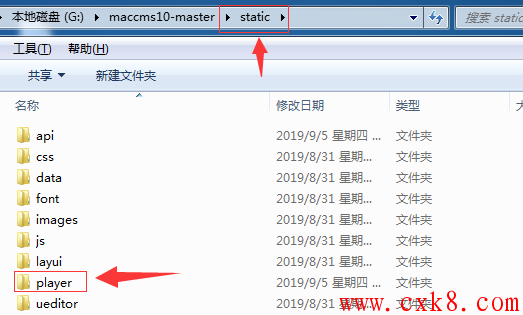 本地磁盘 (G:) ▸ maccms10-master ▸ static ▸ 搜索 static
工具(T) 帮助(H)
共享 新建文件夹
名称 修改日期 类型
api 2019/9/5 星期四 ... 文件夹
css 2019/8/31 星期... 文件夹
data 2019/8/31 星期... 文件夹
font 2019/8/31 星期... 文件夹
images 2019/8/31 星期... 文件夹
js 2019/8/31 星期... 文件夹
layui 2019/8/31 星期... 文件夹
player 2019/9/5 星期四 ... 文件夹
ueditor 2019/8/31 星期... 文件夹
www.cxk8.com